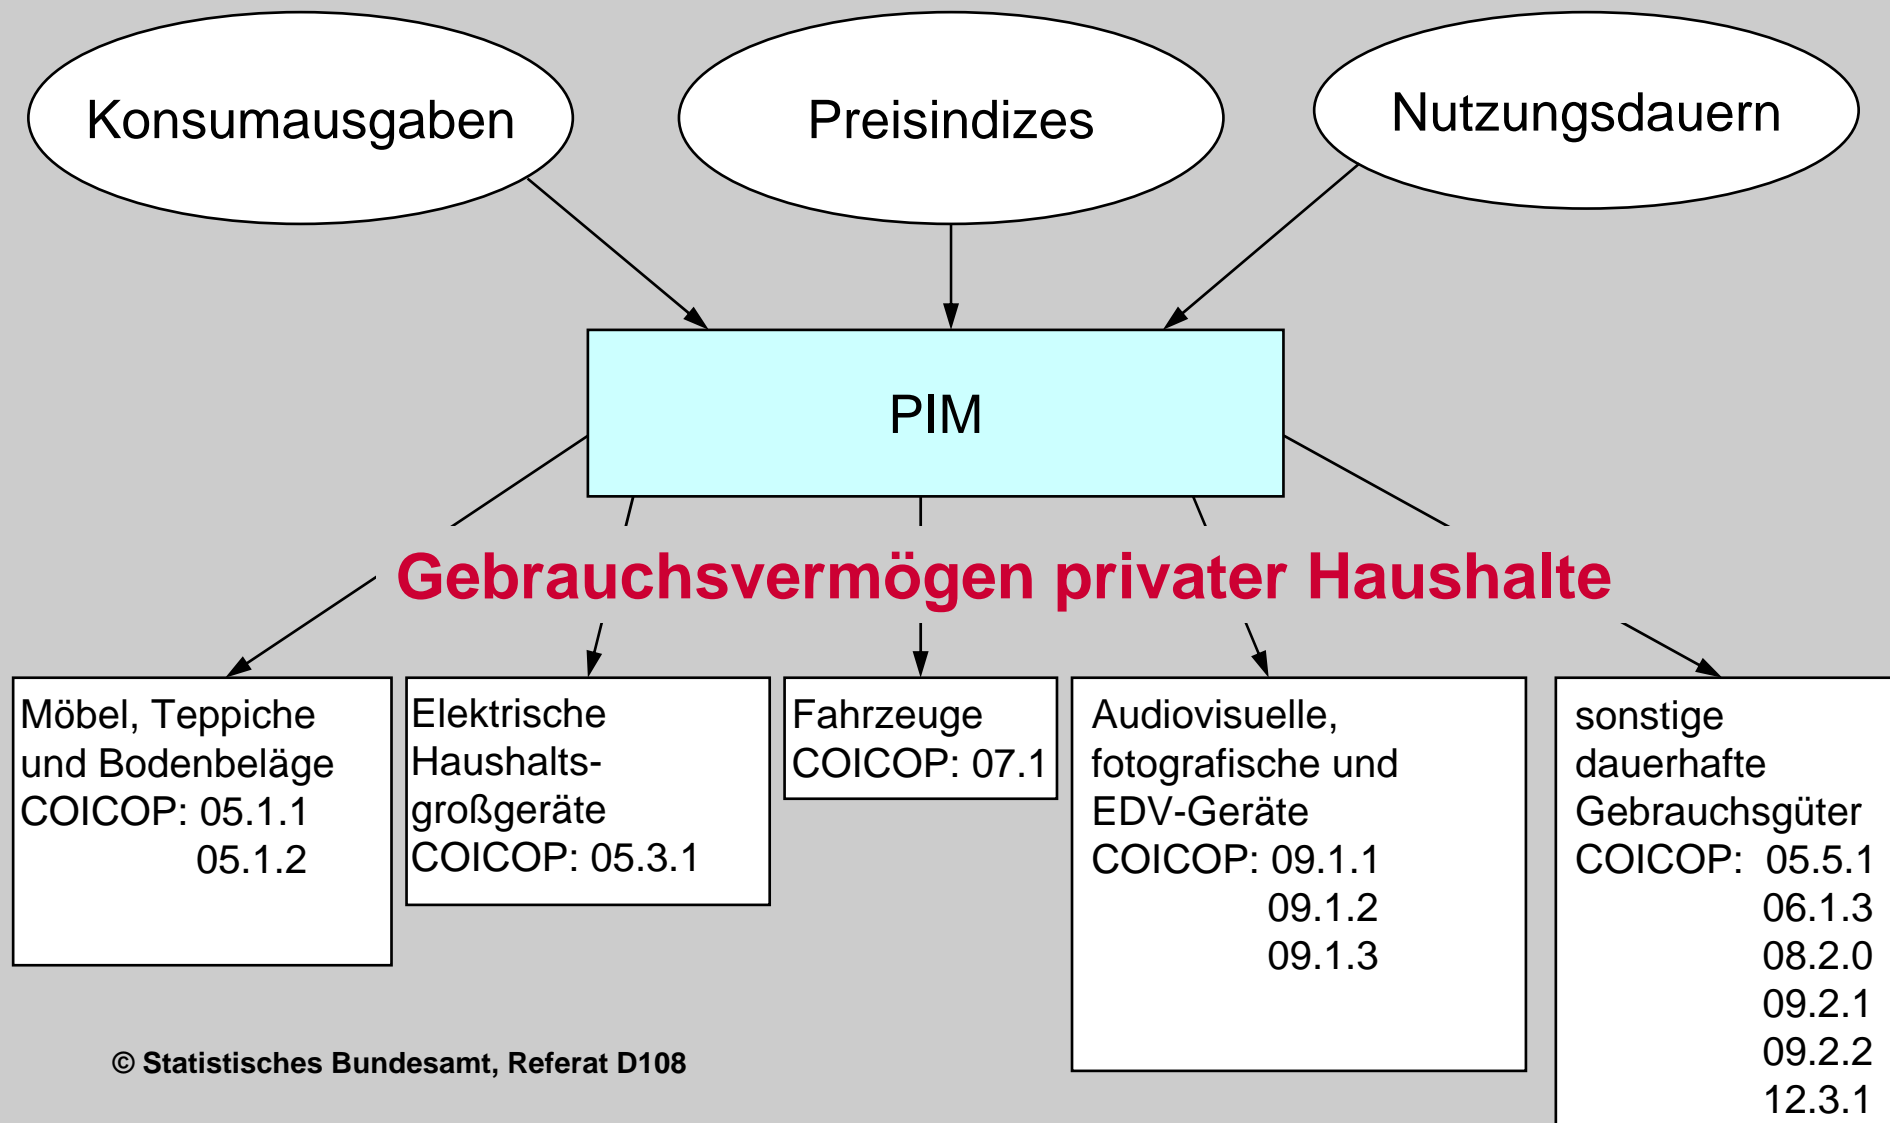 Konsumausgaben
Preisindizes
Nutzungsdauern
PIM
Gebrauchsvermögen privater Haushalte
Möbel, Teppiche
und Bodenbeläge
COICOP: 05.1.1
05.1.2
Elektrische
Haushalts-
großgeräte
COICOP: 05.3.1
Fahrzeuge
COICOP: 07.1
Audiovisuelle,
fotografische und
EDV-Geräte
COICOP: 09.1.1
09.1.2
09.1.3
sonstige
dauerhafte
Gebrauchsgüter
COICOP: 05.5.1
06.1.3
08.2.0
09.2.1
09.2.2
12.3.1
© Statistisches Bundesamt, Referat D108